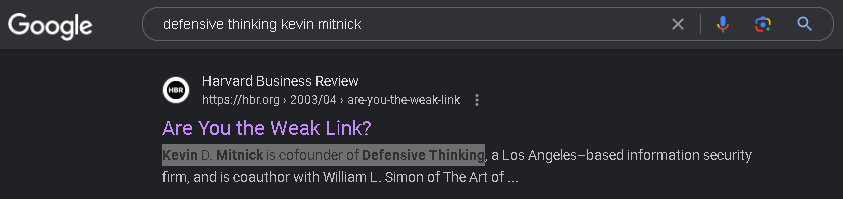 Google
defensive thinking kevin mitnick
HBR
Harvard Business Review
https://hbr.org › 2003/04 › are-you-the-weak-link
Are You the Weak Link?
Kevin D. Mitnick is cofounder of Defensive Thinking, a Los Angeles–based information security
firm, and is coauthor with William L. Simon of The Art of ...